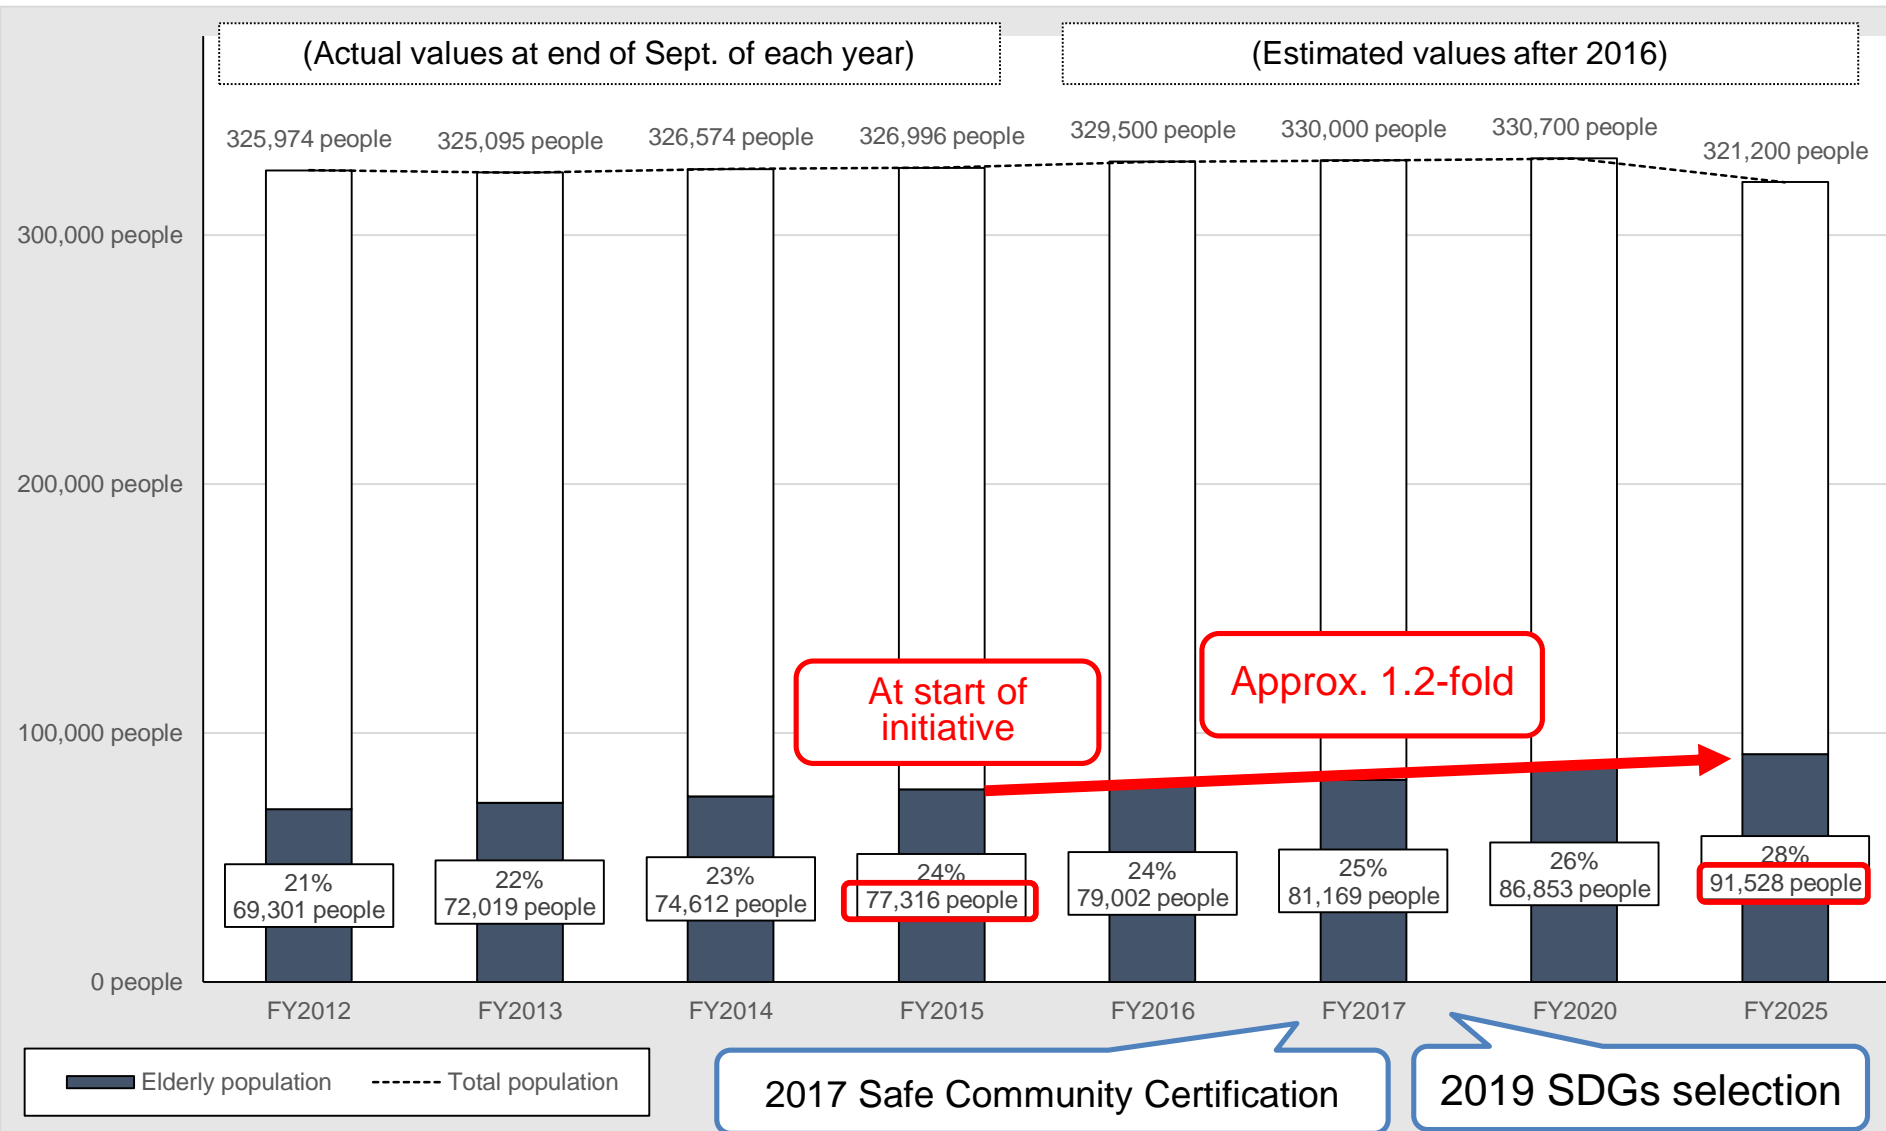 (Actual values at end of Sept. of each year)
(Estimated values after 2016)
325,974 people
325,095 people
326,574 people
326,996 people
329,500 people
330,000 people
330,700 people
321,200 people
300,000 people
200,000 people
100,000 people
0 people
At start of
initiative
Approx. 1.2-fold
21%
69,301 people
22%
72,019 people
23%
74,612 people
24%
77,316 people
24%
79,002 people
25%
81,169 people
26%
86,853 people
28%
91,528 people
FY2012
FY2013
FY2014
FY2015
FY2016
FY2017
FY2020
FY2025
Elderly population
Total population
2017 Safe Community Certification
2019 SDGs selection